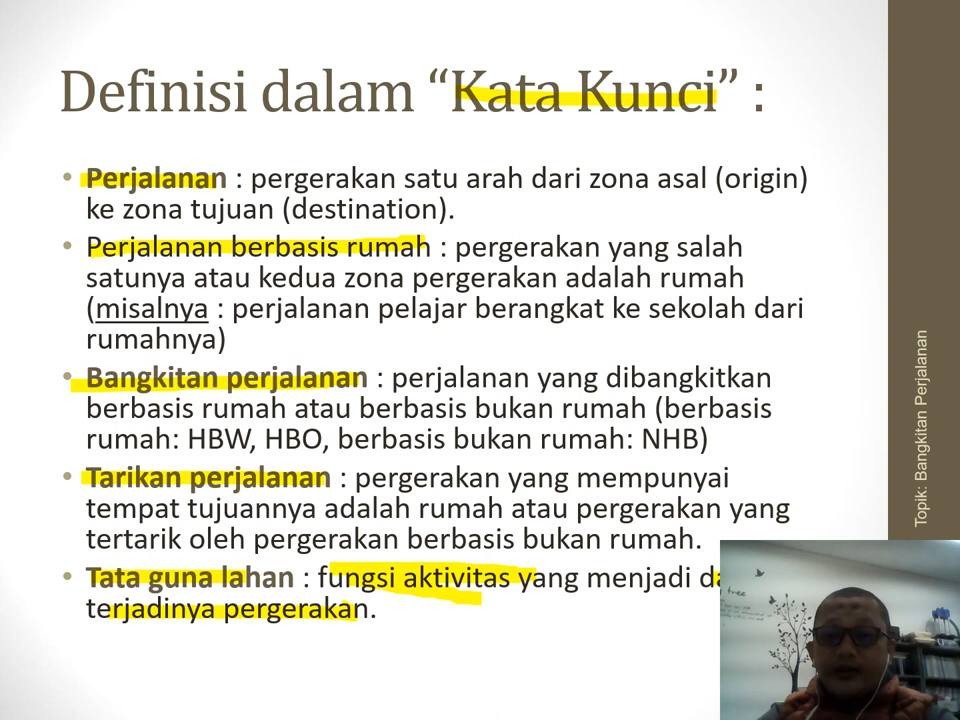 Definisi dalam “Kata Kunci” :
• Perjalanan : pergerakan satu arah dari zona asal (origin)
ke zona tujuan (destination).
• Perjalanan berbasis rumah : pergerakan yang salah
satunya atau kedua zona pergerakan adalah rumah
(misalnya : perjalanan pelajar berangkat ke sekolah dari
rumahnya)
• Bangkitan perjalanan : perjalanan yang dibangkitkan
berbasis rumah atau berbasis bukan rumah (berbasis
rumah: HBW, HBO, berbasis bukan rumah: NHB)
• Tarikan perjalanan : pergerakan yang mempunyai
tempat tujuannya adalah rumah atau pergerakan yang
tertarik oleh pergerakan berbasis bukan rumah.
• Tata guna lahan : fungsi aktivitas yang menjadi
terjadinya pergerakan.
Topik: Bangkitan Perjalanan
tree